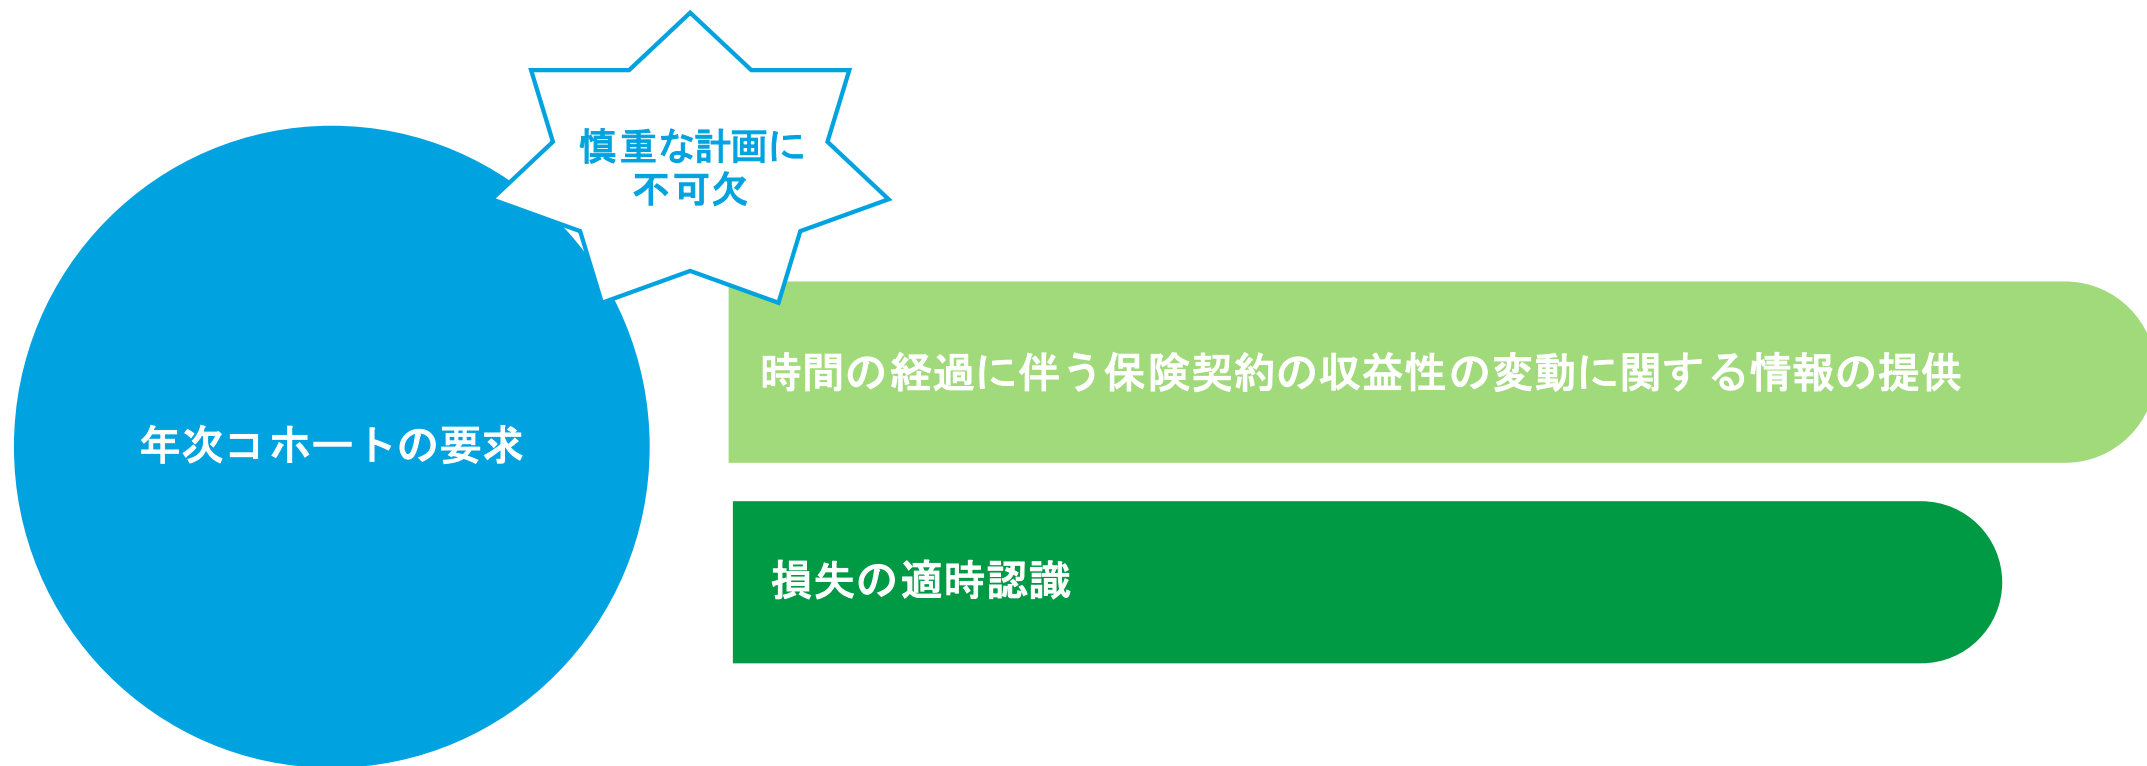 慎重な計画に
不可欠
年次コホートの要求
時間の経過に伴う保険契約の収益性の変動に関する情報の提供
損失の適時認識